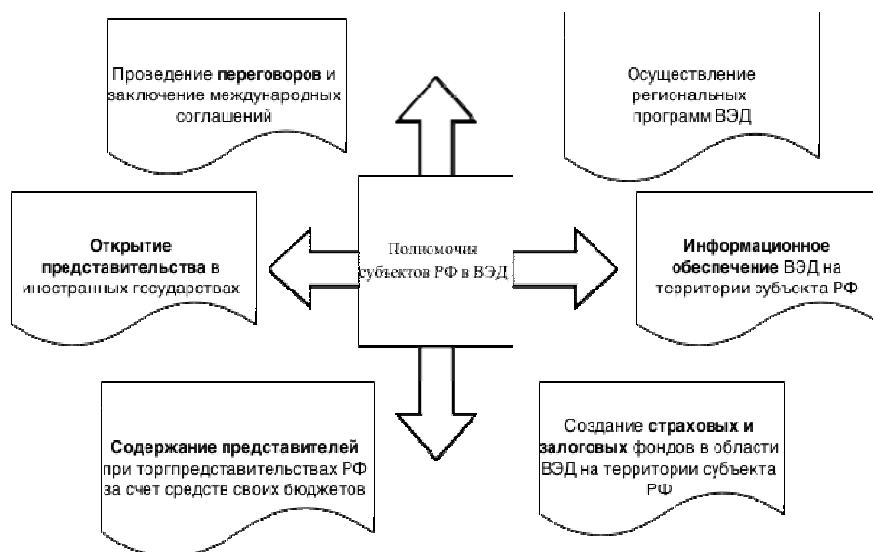 Проведение переговоров и
заключение международных
соглашений
Осуществление
региональных
программ ВЭД
Открытие
представительства в
иностранных государствах
Полномочия
субъектов РФ в ВЭД
Информационное
обеспечение ВЭД на
территории субъекта РФ
Содержание представителей
при торгпредставительствах РФ
за счет средств своих бюджетов
Создание страховых и
залоговых фондов в области
ВЭД на территории субъекта
РФ